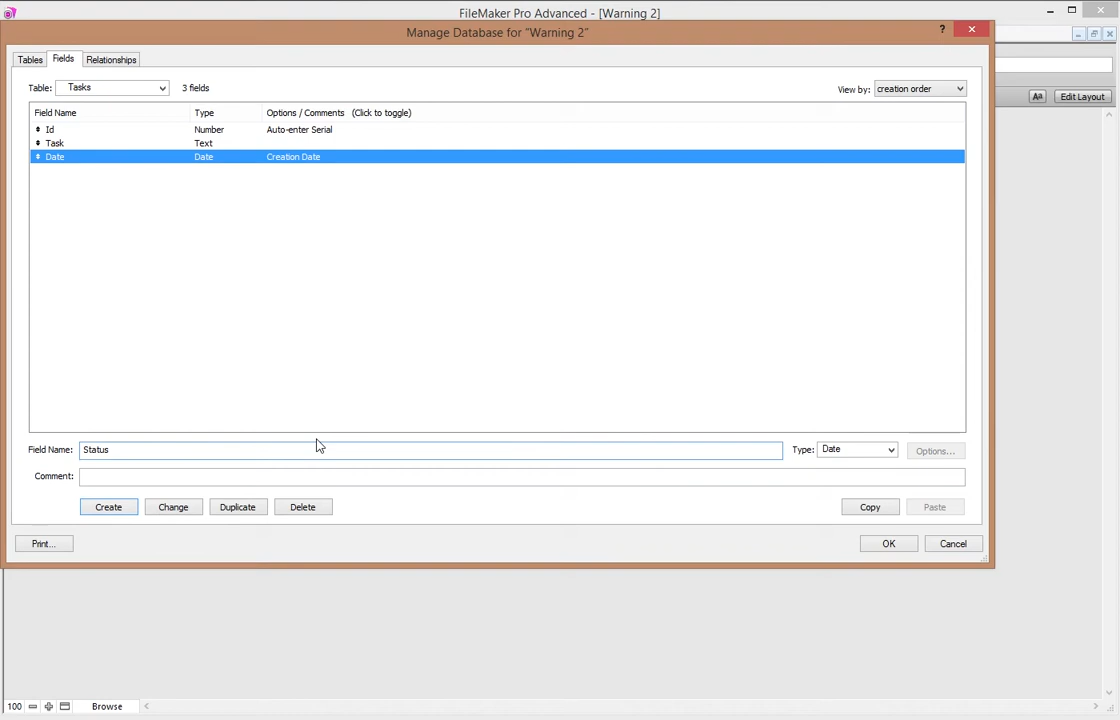 FileMaker Pro Advanced - [Warning 2]
Manage Database for "Warning 2"
?
Tables Fields Relationships
Table: Tasks 3 fields View by: creation order
Aa Edit Layout
Field Name Type Options / Comments (Click to toggle)
Id Number Auto-enter Serial
Task Text
Date Date Creation Date
Field Name: Status Type: Date Options...
Comment:
Create Change Duplicate Delete Copy Paste
Print... OK Cancel
100 Browse